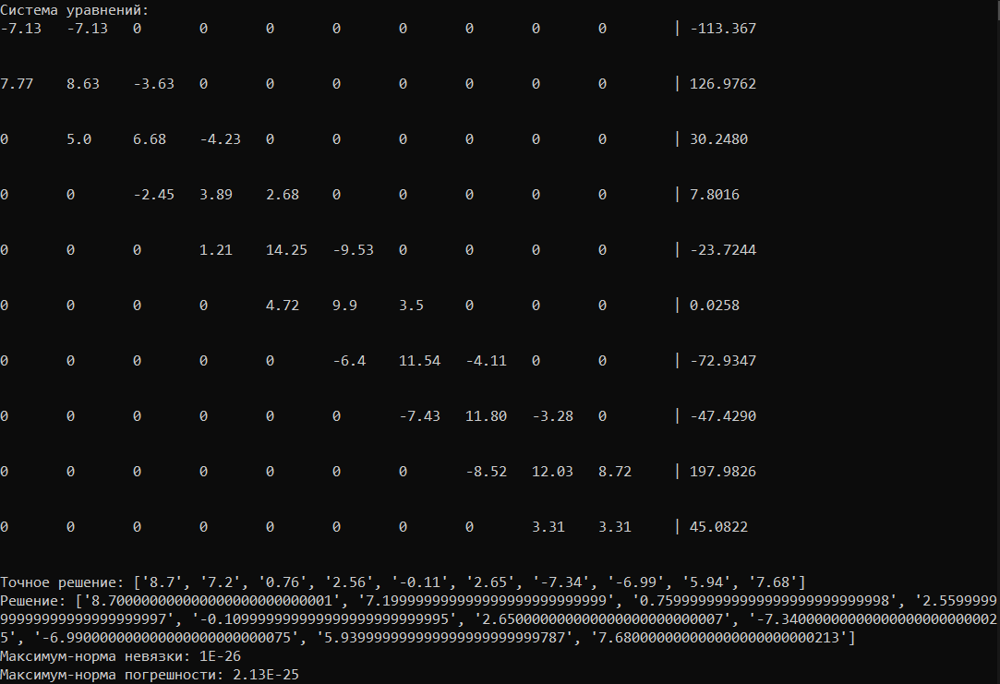 Система уравнений:
-7.13 -7.13 0 0 0 0 0 0 0 0 | -113.367
7.77 8.63 -3.63 0 0 0 0 0 0 0 | 126.9762
0 5.0 6.68 -4.23 0 0 0 0 0 0 | 30.2480
0 0 -2.45 3.89 2.68 0 0 0 0 0 | 7.8016
0 0 0 1.21 14.25 -9.53 0 0 0 0 | -23.7244
0 0 0 0 4.72 9.9 3.5 0 0 0 | 0.0258
0 0 0 0 0 -6.4 11.54 -4.11 0 0 | -72.9347
0 0 0 0 0 0 -7.43 11.80 -3.28 0 | -47.4290
0 0 0 0 0 0 0 -8.52 12.03 8.72 | 197.9826
0 0 0 0 0 0 0 0 3.31 3.31 | 45.0822
Точное решение: ['8.7', '7.2', '0.76', '2.56', '-0.11', '2.65', '-7.34', '-6.99', '5.94', '7.68']
Решение: ['8.700000000000000000000000001', '7.199999999999999999999999999', '0.7599999999999999999999999998', '2.5599999
99999999999999999997', '-0.1099999999999999999999999995', '2.650000000000000000000000007', '-7.340000000000000000000000002
5', '-6.990000000000000000000000075', '5.939999999999999999999999787', '7.680000000000000000000000213']
Максимум-норма невязки: 1E-26
Максимум-норма погрешности: 2.13E-25